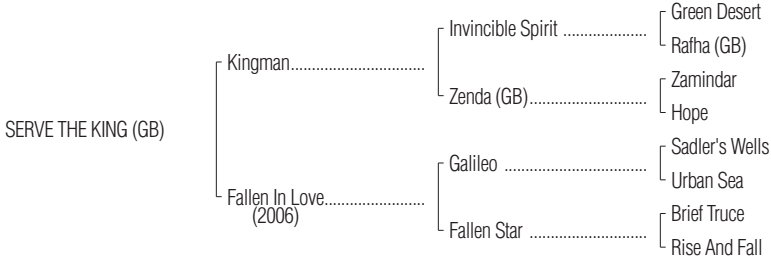 SERVE THE KING (GB)
Kingman
Fallen In Love
(2006)
Invincible Spirit
Zenda (GB)
Galileo
Fallen Star
Green Desert
Rafha (GB)
Zamindar
Hope
Sadler's Wells
Urban Sea
Brief Truce
Rise And Fall